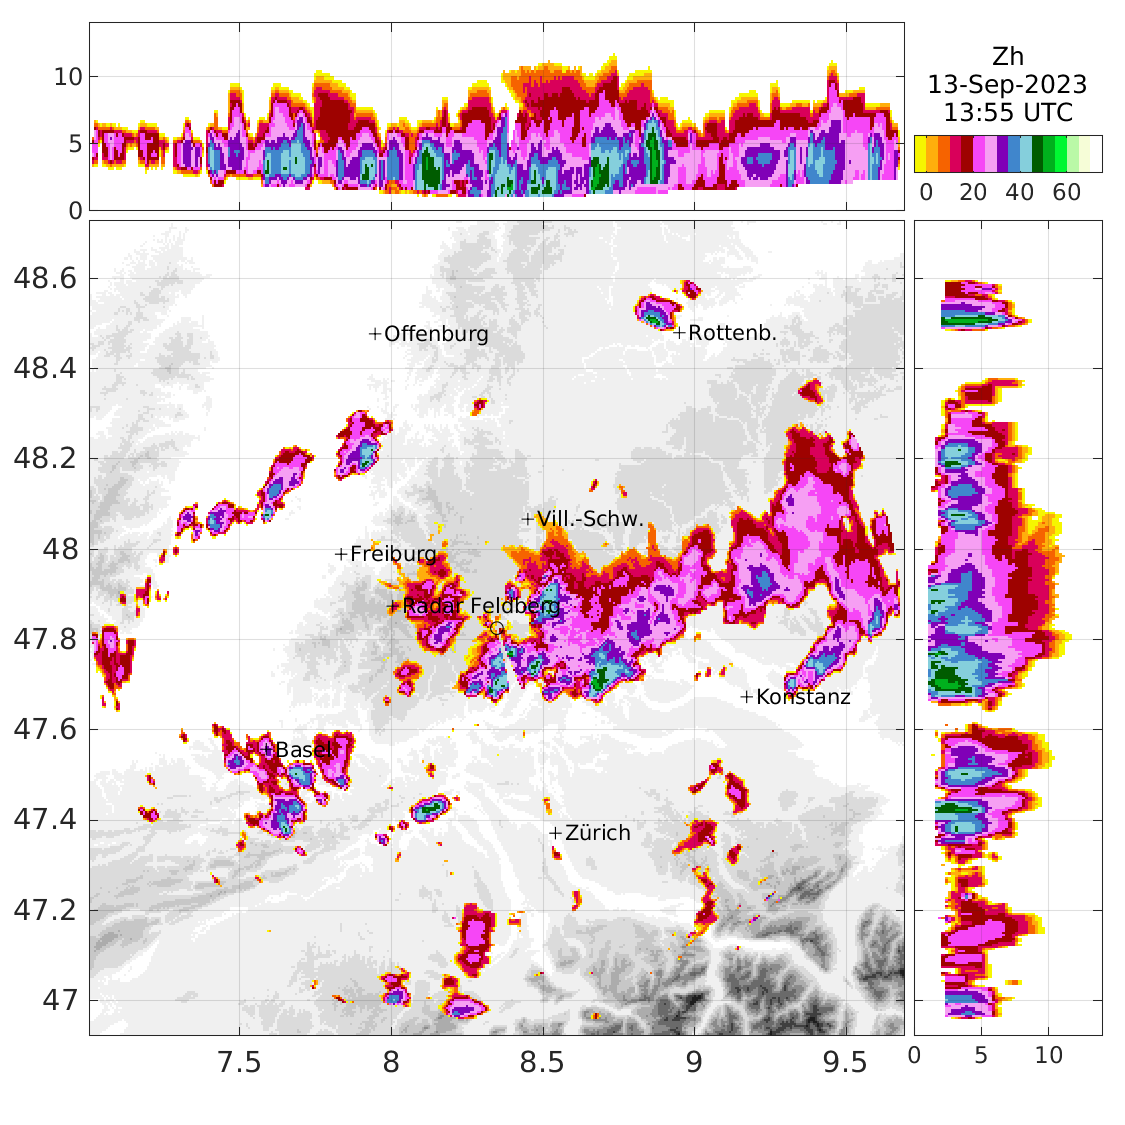 10
5
0
Zh
13-Sep-2023
13:55 UTC
0 20 40 60
48.6
48.4
48.2
48
47.8
47.6
47.4
47.2
47
+Offenburg
+Rottenb.
+Vill.-Schw.
+Freiburg
+Radar Feldberg
+Konstanz
+Basel
+Zürich
7.5 8 8.5 9 9.5
0 5 10